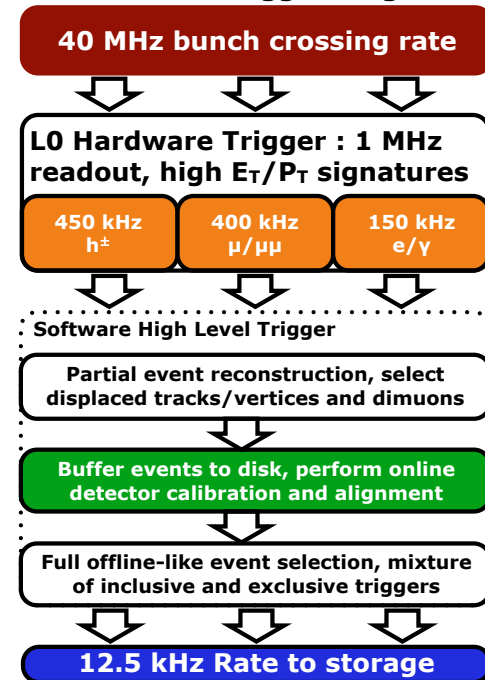 40 MHz bunch crossing rate
L0 Hardware Trigger : 1 MHz
readout, high Eᴛ/Pᴛ signatures
450 kHz
h±
400 kHz
μ/μμ
150 kHz
e/γ
Software High Level Trigger
Partial event reconstruction, select
displaced tracks/vertices and dimuons
Buffer events to disk, perform online
detector calibration and alignment
Full offline-like event selection, mixture
of inclusive and exclusive triggers
12.5 kHz Rate to storage